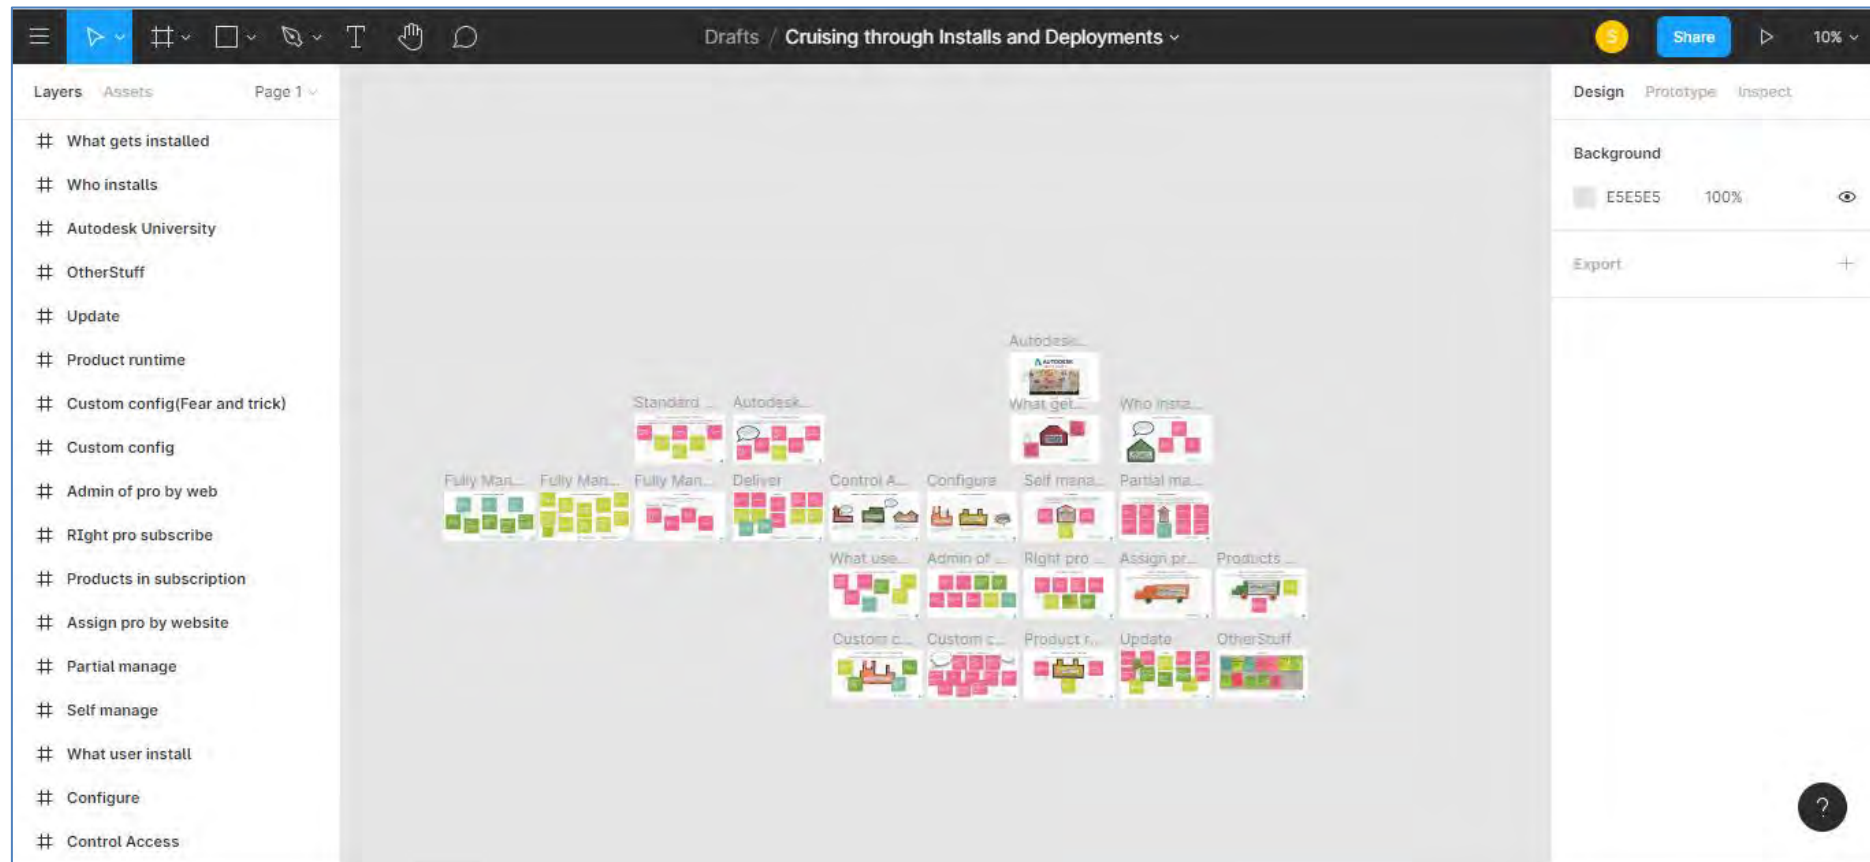 Drafts / Cruising through Installs and Deployments
S
Share
10%
Layers Assets Page 1
What gets installed
Who installs
Autodesk University
OtherStuff
Update
Product runtime
Custom config(Fear and trick)
Custom config
Admin of pro by web
RIght pro subscribe
Products in subscription
Assign pro by website
Partial manage
Self manage
What user install
Configure
Control Access
Autodesk...
AUTODESK
Standard ... Autodesk... What get... Who insta...
Fully Man... Fully Man... Fully Man... Deliver Control A... Configure Self mana... Partial ma...
What use... Admin of ... RIght pro ... Assign pr... Products ...
Custom c... Custom c... Product r... Update OtherStuff
Design Prototype Inspect
Background
E5E5E5 100%
Export
?